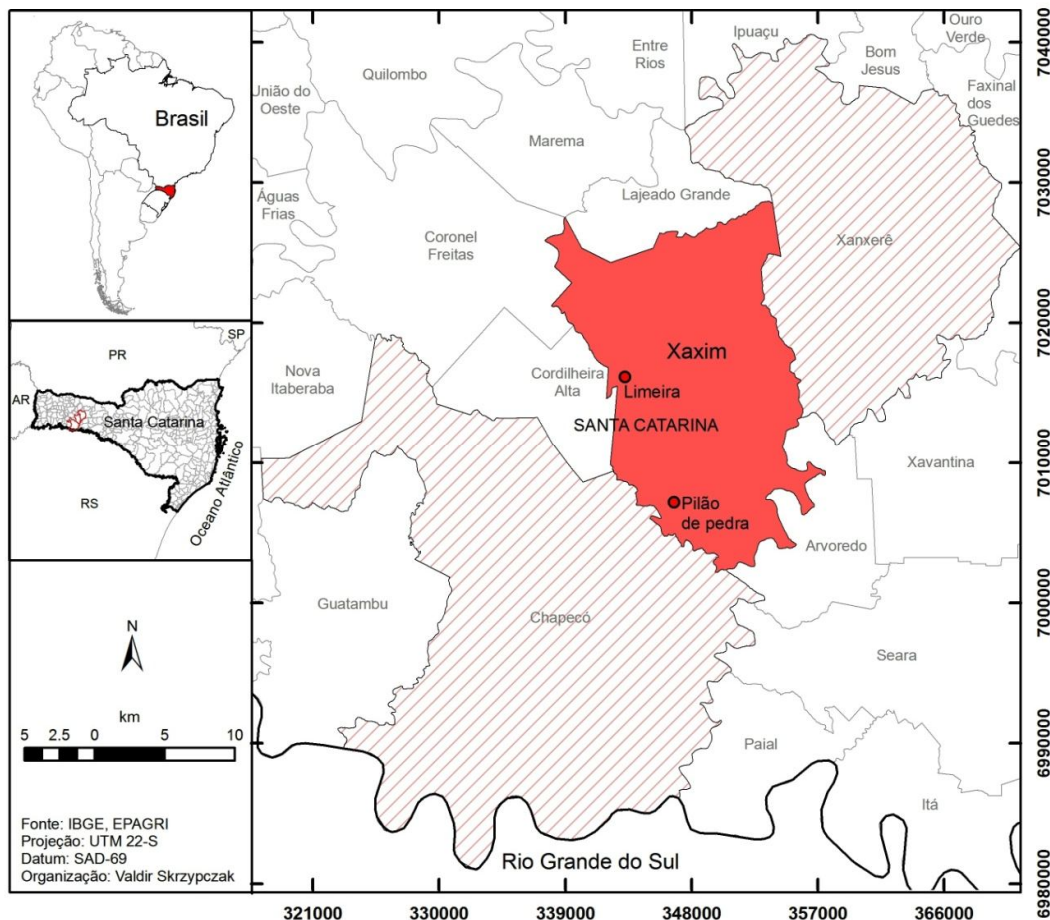 Brasil
SP
PR
AR
Santa Catarina
RS
Oceano Atlântico
N
km
5 2.5 0 5 10
Fonte: IBGE, EPAGRI
Projeção: UTM 22-S
Datum: SAD-69
Organização: Valdir Skrzypczak
Ipuaçu
Ouro
Verde
Entre
Rios
Bom
Jesus
Quilombo
União do
Oeste
Faxinal
dos
Guedes
Marema
Lajeado Grande
Águas
Frias
Coronel
Freitas
Xanxerê
Xaxim
Nova
Itaberaba
Cordilheira
Alta
Limeira
SANTA CATARINA
Xavantina
Pilão
de pedra
Arvoredo
Guatambu
Chapecó
Seara
Paial
Itá
Rio Grande do Sul
7040000
7030000
7020000
7010000
7000000
6990000
6980000
321000 330000 339000 348000 357000 366000